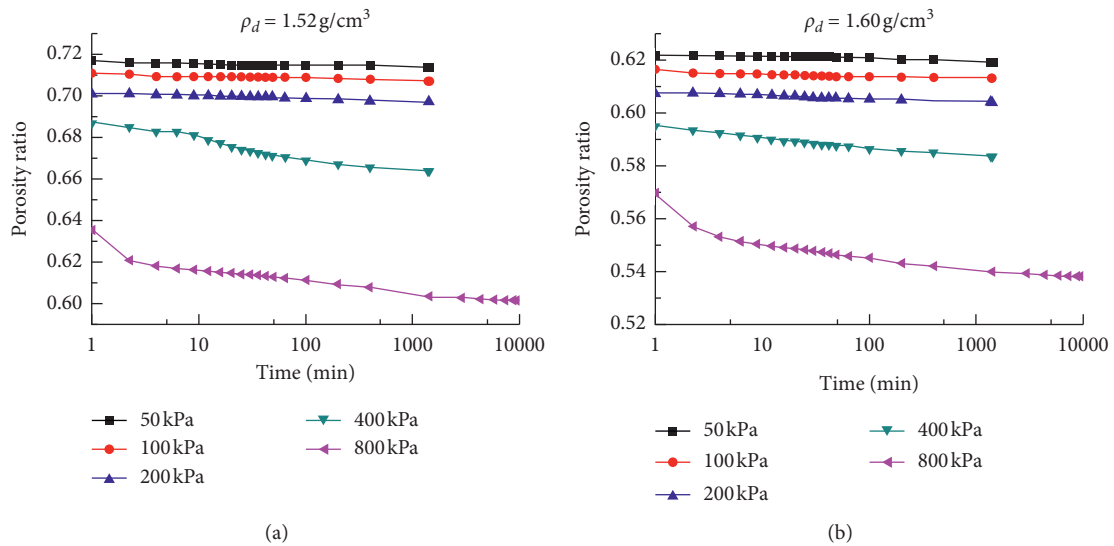 ρd = 1.52 g/cm3
0.72
0.70
0.68
0.66
0.64
0.62
0.60
Porosity ratio
1 10 100 1000 10000
Time (min)
50 kPa
100 kPa
200 kPa
400 kPa
800 kPa
(a)
ρd = 1.60 g/cm3
0.62
0.60
0.58
0.56
0.54
0.52
Porosity ratio
1 10 100 1000 10000
Time (min)
50 kPa
100 kPa
200 kPa
400 kPa
800 kPa
(b)